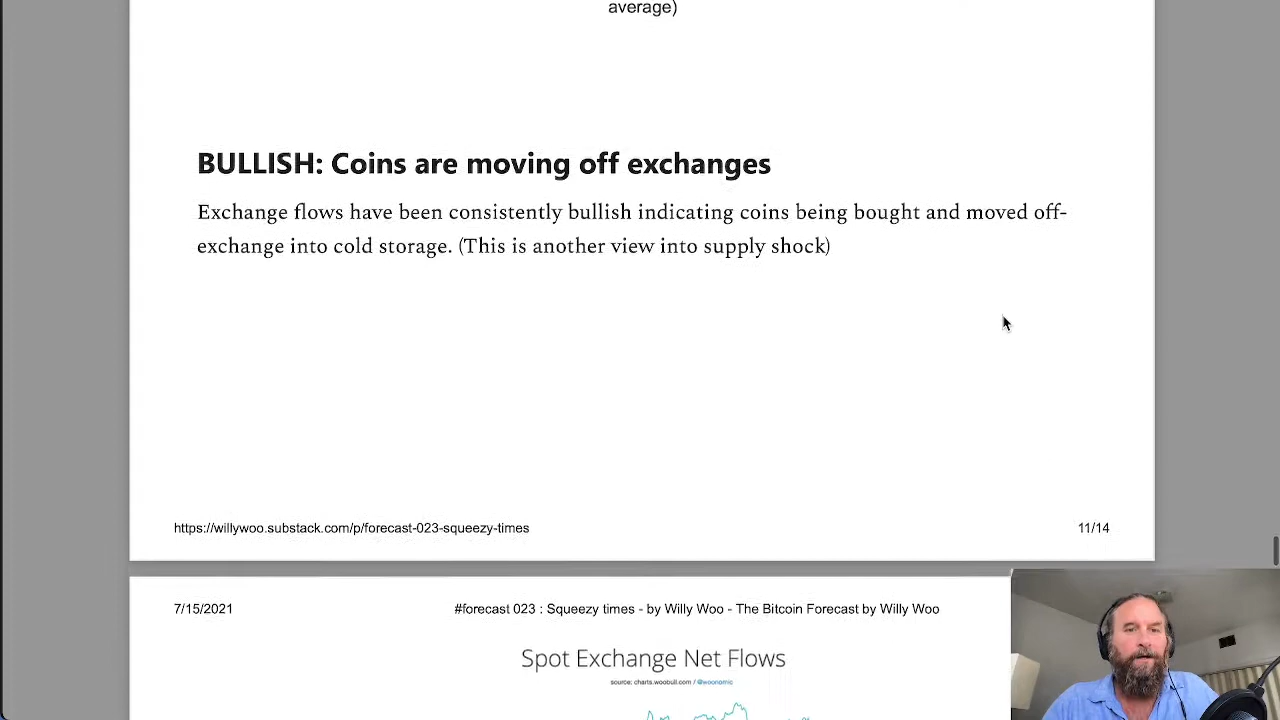 average)
BULLISH: Coins are moving off exchanges
Exchange flows have been consistently bullish indicating coins being bought and moved off-
exchange into cold storage. (This is another view into supply shock)
https://willywoo.substack.com/p/forecast-023-squeezy-times
11/14
7/15/2021
#forecast 023 : Squeezy times - by Willy Woo - The Bitcoin Forecast by Willy Woo
Spot Exchange Net Flows
source: charts.woobull.com / @woonomic